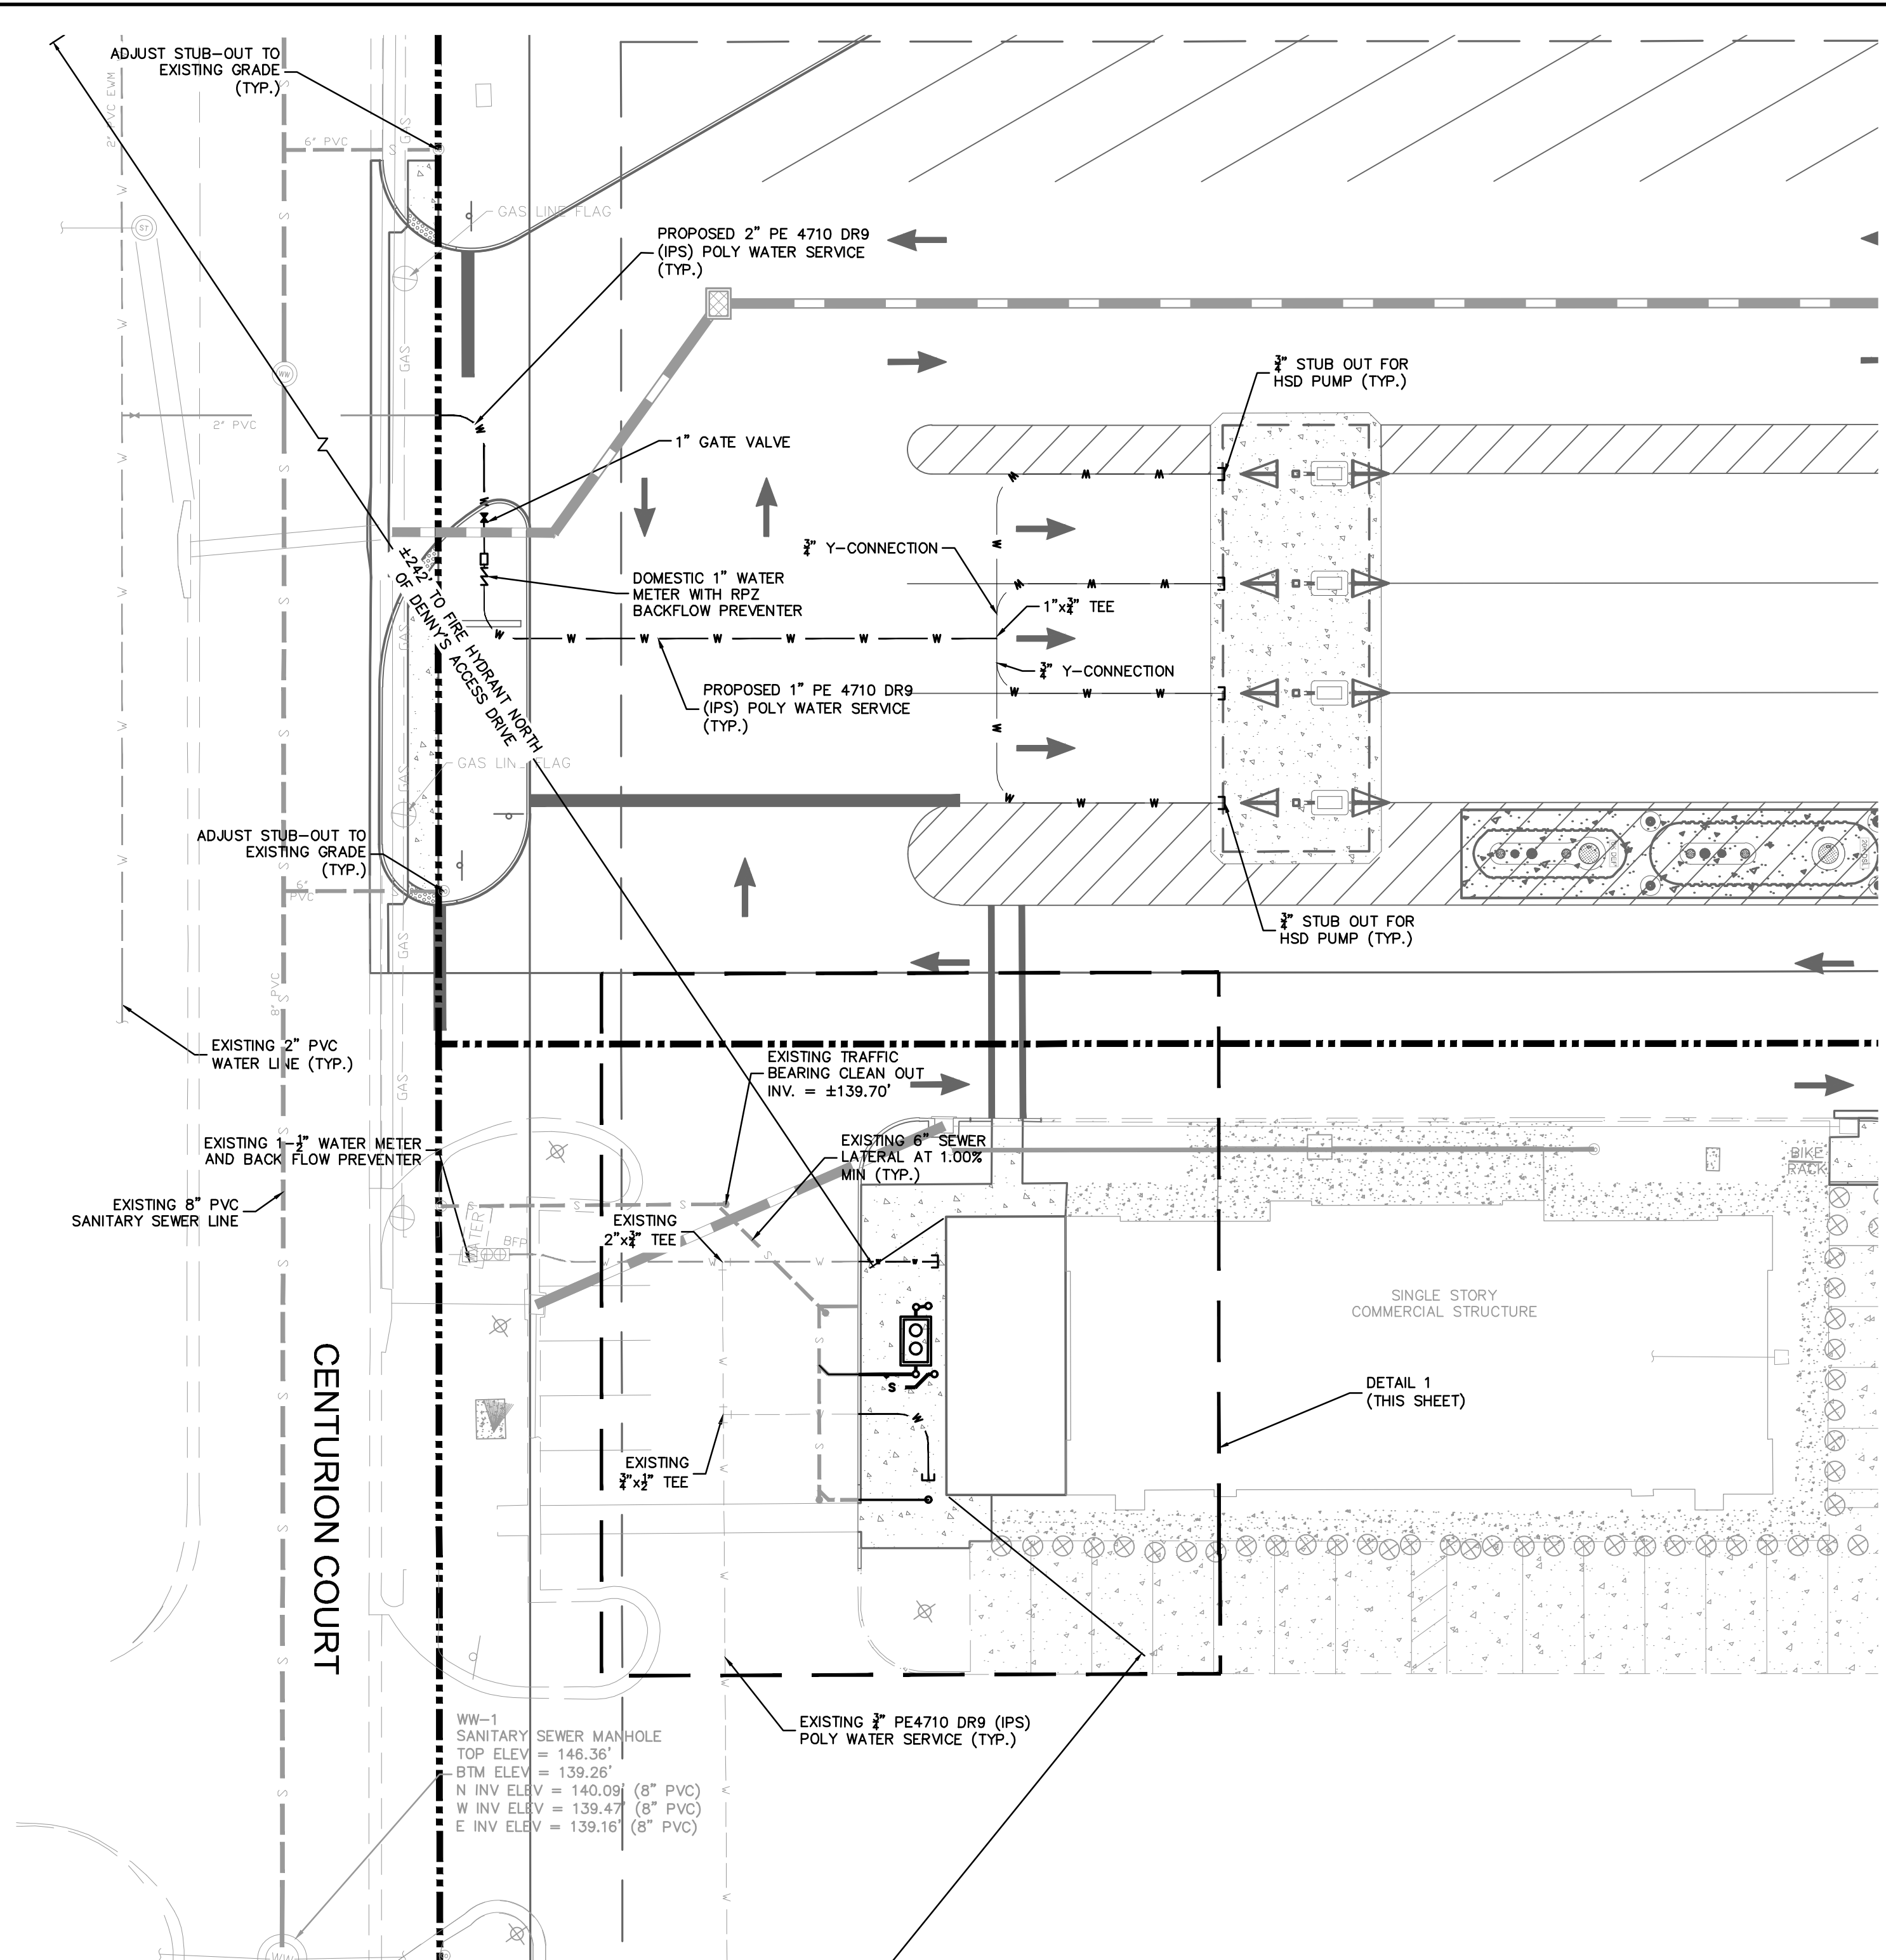 ADJUST STUB-OUT TO
EXISTING GRADE
(TYP.)
2" PVC EWM
6" PVC
GAS
GAS LINE FLAG
ST
PROPOSED 2" PE 4710 DR9
(IPS) POLY WATER SERVICE
(TYP.)
WW
GAS
2" PVC
1" GATE VALVE
¾" STUB OUT FOR
HSD PUMP (TYP.)
¾" Y-CONNECTION
DOMESTIC 1" WATER
METER WITH RPZ
BACKFLOW PREVENTER
1"x¾" TEE
±242' TO FIRE HYDRANT NORTH
OF DENNY'S ACCESS DRIVE
GAS
¾" Y-CONNECTION
PROPOSED 1" PE 4710 DR9
(IPS) POLY WATER SERVICE
(TYP.)
GAS LINE FLAG
GAS
ADJUST STUB-OUT TO
EXISTING GRADE
(TYP.)
6"
PVC
¾" STUB OUT FOR
HSD PUMP (TYP.)
GAS
8" PVC
EXISTING 2" PVC
WATER LINE (TYP.)
EXISTING TRAFFIC
BEARING CLEAN OUT
INV. = ±139.70'
GAS
EXISTING 1-½" WATER METER
AND BACK FLOW PREVENTER
EXISTING 6" SEWER
LATERAL AT 1.00%
MIN (TYP.)
BIKE
RACK
EXISTING 8" PVC
SANITARY SEWER LINE
WATER
BFP
EXISTING
2"x¾" TEE
SINGLE STORY
COMMERCIAL STRUCTURE
CENTURION COURT
DETAIL 1
(THIS SHEET)
EXISTING
¾"x½" TEE
EXISTING ¾" PE4710 DR9 (IPS)
POLY WATER SERVICE (TYP.)
WW-1
SANITARY SEWER MANHOLE
TOP ELEV = 146.36'
BTM ELEV = 139.26'
N INV ELEV = 140.09' (8" PVC)
W INV ELEV = 139.47' (8" PVC)
E INV ELEV = 139.16' (8" PVC)
WW